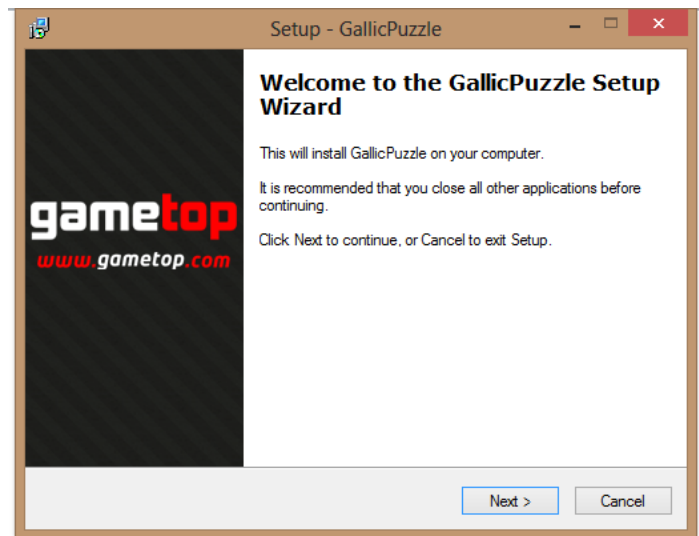 Setup - GallicPuzzle
Welcome to the GallicPuzzle Setup
Wizard
This will install GallicPuzzle on your computer.
It is recommended that you close all other applications before
continuing.
Click Next to continue, or Cancel to exit Setup.
gametop
www.gametop.com
Next >
Cancel